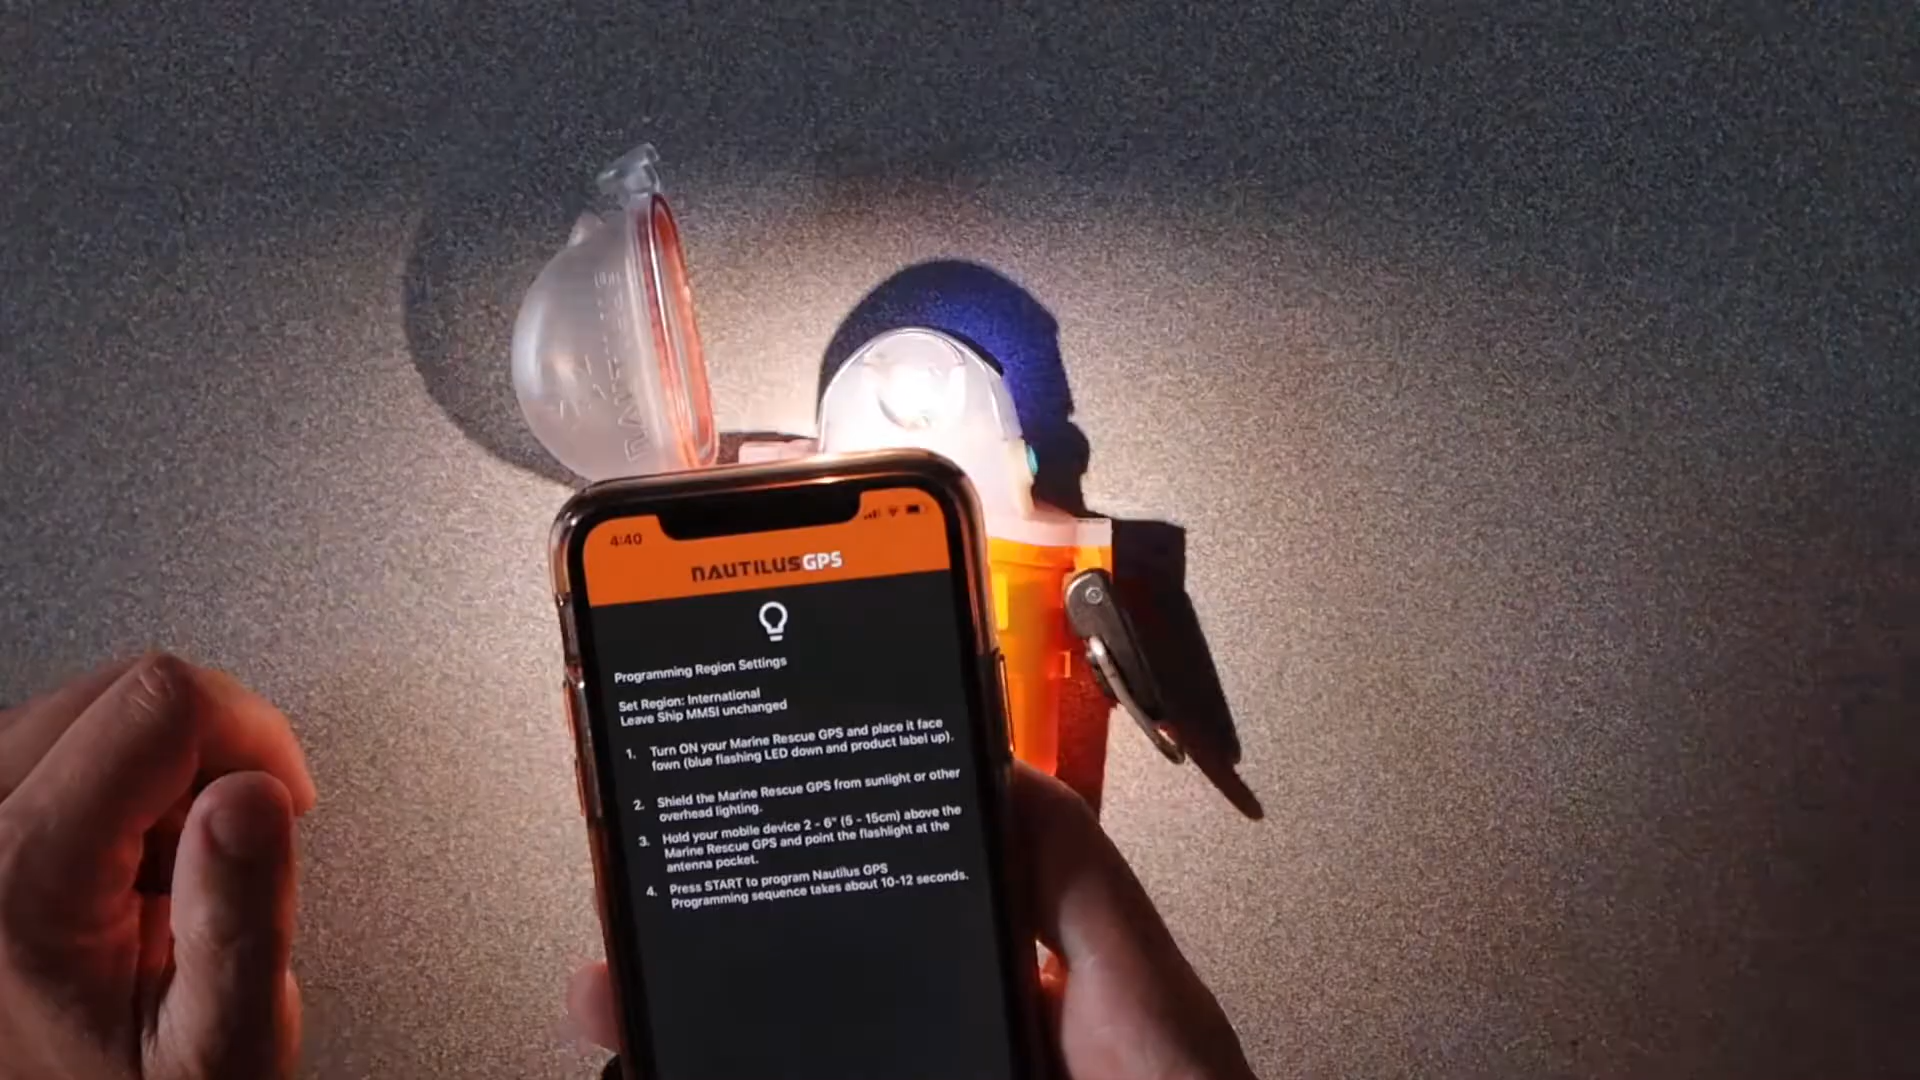 4:40
NAUTILUSGPS
Programming Region Settings
Set Region: International
Leave Ship MMSI unchanged
1. Turn ON your Marine Rescue GPS and place it face
fown (blue flashing LED down and product label up).
2. Shield the Marine Rescue GPS from sunlight or other
overhead lighting.
3. Hold your mobile device 2 - 6" (5 - 15cm) above the
Marine Rescue GPS and point the flashlight at the
antenna pocket.
4. Press START to program Nautilus GPS
Programming sequence takes about 10-12 seconds.